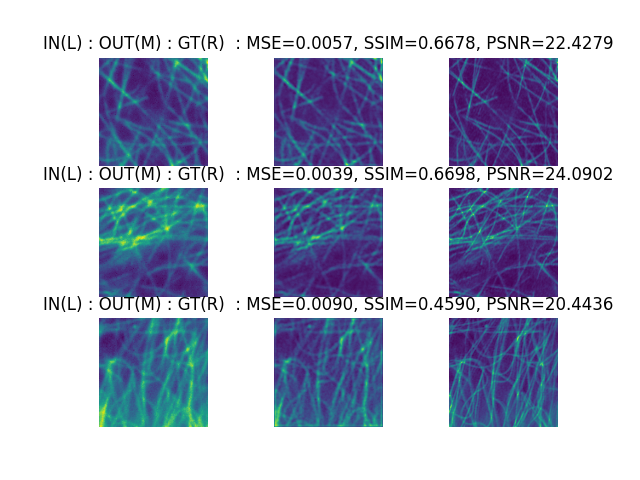 IN(L) : OUT(M) : GT(R)  : MSE=0.0057, SSIM=0.6678, PSNR=22.4279
IN(L) : OUT(M) : GT(R)  : MSE=0.0039, SSIM=0.6698, PSNR=24.0902
IN(L) : OUT(M) : GT(R)  : MSE=0.0090, SSIM=0.4590, PSNR=20.4436